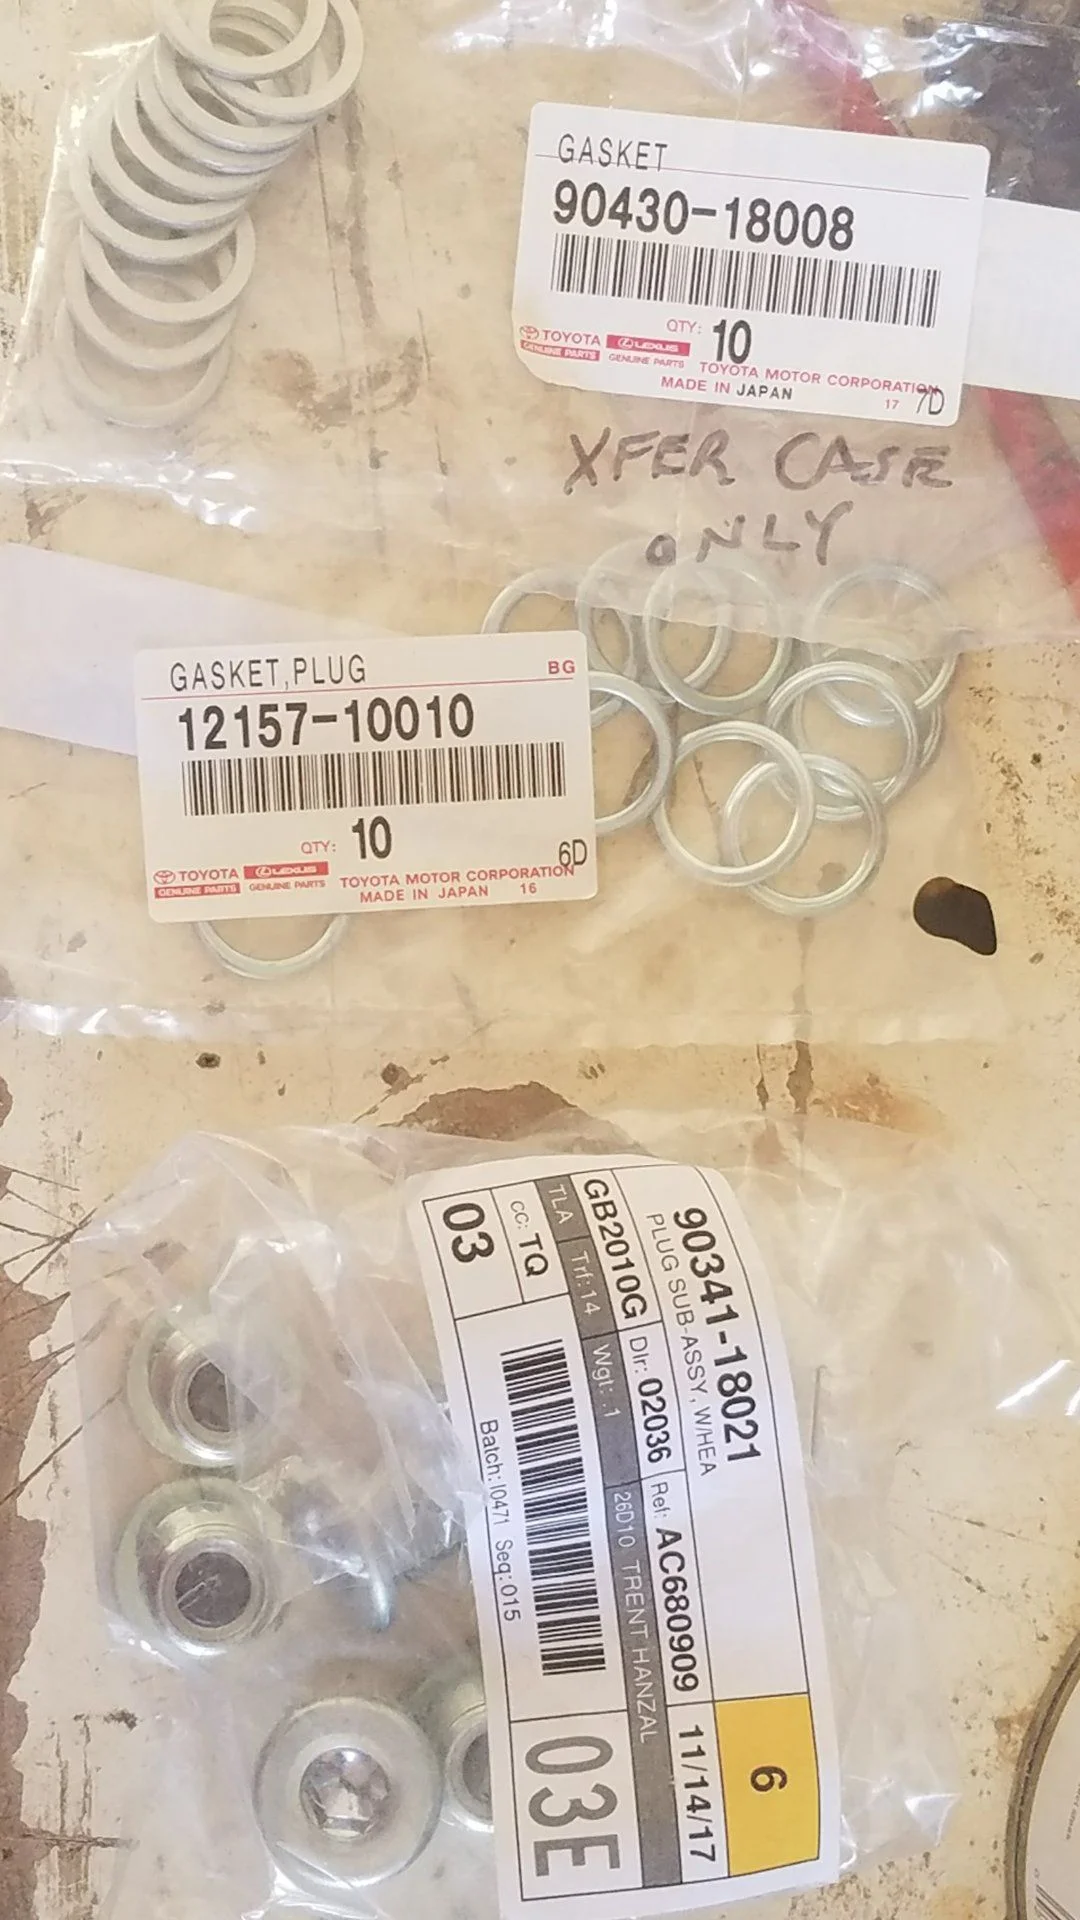 GASKET
90430-18008
QTY: 10
TOYOTA LEXUS
GENUINE PARTS GENUINE PARTS
TOYOTA MOTOR CORPORATION
MADE IN JAPAN 17 7D
XFER CASE
ONLY
GASKET,PLUG BG
12157-10010
QTY: 10
6D
TOYOTA LEXUS
GENUINE PARTS GENUINE PARTS
TOYOTA MOTOR CORPORATION
MADE IN JAPAN 16
90341-18021
PLUG SUB-ASSY, W/HEA
6
GB2010G Dlr: 02036 Ref: AC680909 11/14/17
TLA Trf:14 Wgt: .1 26D10 TRENT HANZAL
CC: TQ
03
03E
Batch: I0471 Seq: 015